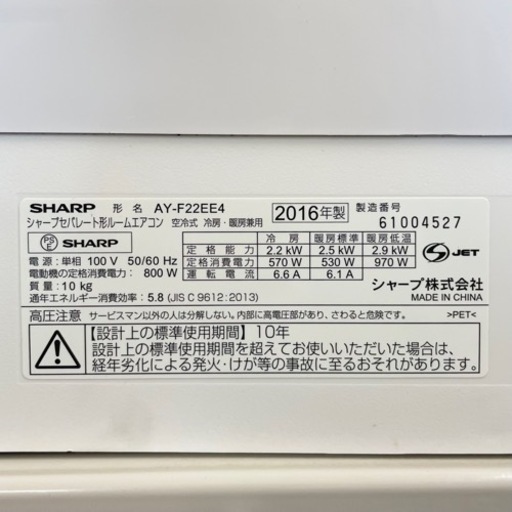 SHARP 形 名 AY-F22EE4 2016年製 製造番号
シャープセパレート形ルームエアコン 空冷式 冷房・暖房兼用 61004527
PSE SHARP
冷 房 暖房標準 暖房低温
定 格 能 力 2.2 kW 2.5 kW 2.9 kW
定格消費電力 570 W 530 W 970 W
運 転 電 流 6.6 A 6.1 A
S JET
電源:単相 100 V 50/60 Hz
電動機の定格消費電力: 800 W
質量:10 kg
通年エネルギー消費効率:5.8 (JIS C 9612:2013)
シャープ株式会社
MADE IN CHINA
高圧注意 サービスマン以外の人が分解しないでください。内部に高電圧部があり、さわると危険です。 >PET<
【設計上の標準使用期間】10年
設計上の標準使用期間を超えてお使いいただいた場合は、
経年劣化による発火・けが等の事故に至るおそれがあります。